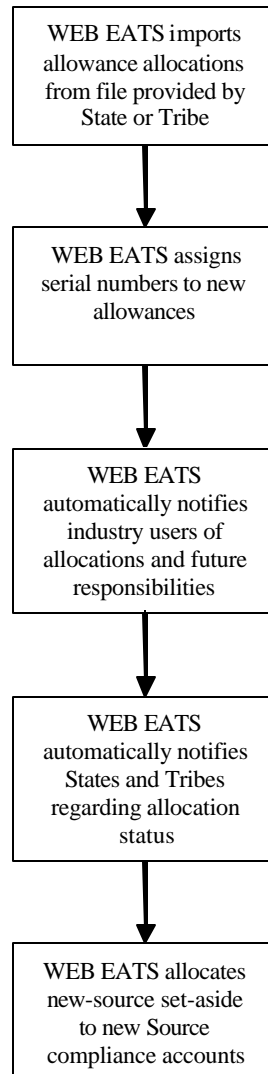 WEB EATS imports
allowance allocations
from file provided by
State or Tribe
WEB EATS assigns
serial numbers to new
allowances
WEB EATS
automatically notifies
industry users of
allocations and future
responsibilities
WEB EATS
automatically notifies
States and Tribes
regarding allocation
status
WEB EATS allocates
new-source set-aside
to new Source
compliance accounts